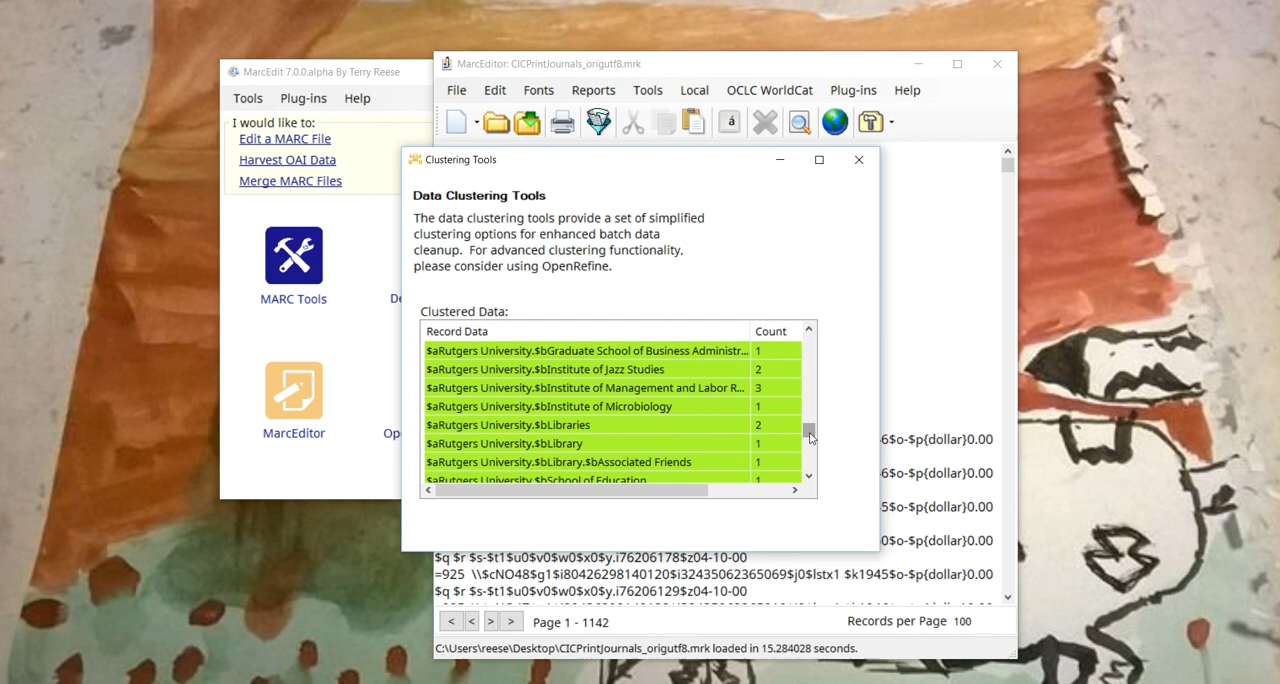 MarcEdit 7.0.0.alpha By Terry Reese
Tools Plug-ins Help
I would like to:
Edit a MARC File
Harvest OAI Data
Merge MARC Files
MARC Tools
De
MarcEditor
Op
MarcEditor: CICPrintJournals_origutf8.mrk
File Edit Fonts Reports Tools Local OCLC WorldCat Plug-ins Help
á
Clustering Tools
Data Clustering Tools
The data clustering tools provide a set of simplified
clustering options for enhanced batch data
cleanup. For advanced clustering functionality,
please consider using OpenRefine.
Clustered Data:
Record Data Count
$aRutgers University.$bGraduate School of Business Administr... 1
$aRutgers University.$bInstitute of Jazz Studies 2
$aRutgers University.$bInstitute of Management and Labor R... 3
$aRutgers University.$bInstitute of Microbiology 1
$aRutgers University.$bLibraries 2
$aRutgers University.$bLibrary 1
$aRutgers University.$bLibrary.$bAssociated Friends 1
$aRutgers University.$bSchool of Education 1
46$o-$p{dollar}0.00
6$o-$p{dollar}0.00
5$o-$p{dollar}0.00
0$o-$p{dollar}0.00
$q $r $s-$t1$u0$v0$w0$x0$y.i76206178$z04-10-00
=925 \\$cNO48$g1$i80426298140120$i32435062365069$j0$lstx1 $k1945$o-$p{dollar}0.00
$q $r $s-$t1$u0$v0$w0$x0$y.i76206129$z04-10-00
< < > > Page 1 - 1142 Records per Page 100
C:\Users\reese\Desktop\CICPrintJournals_origutf8.mrk loaded in 15.284028 seconds.